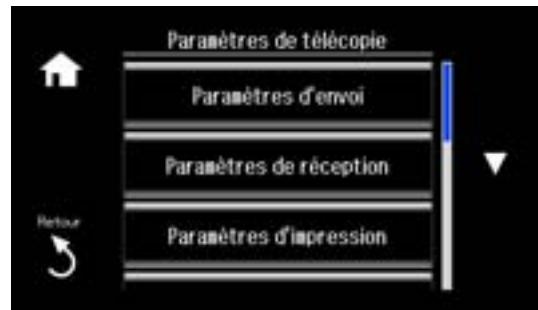 Paramètres de télécopie
Paramètres d'envoi
Paramètres de réception
Retour
Paramètres d'impression